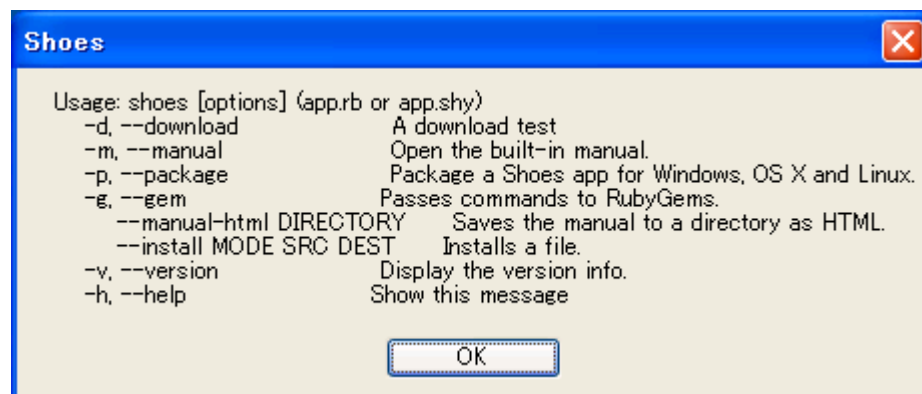 Shoes
Usage: shoes [options] (app.rb or app.shy)
-d, --download A download test
-m, --manual Open the built-in manual.
-p, --package Package a Shoes app for Windows, OS X and Linux.
-g, --gem Passes commands to RubyGems.
--manual-html DIRECTORY Saves the manual to a directory as HTML.
--install MODE SRC DEST Installs a file.
-v, --version Display the version info.
-h, --help Show this message
OK